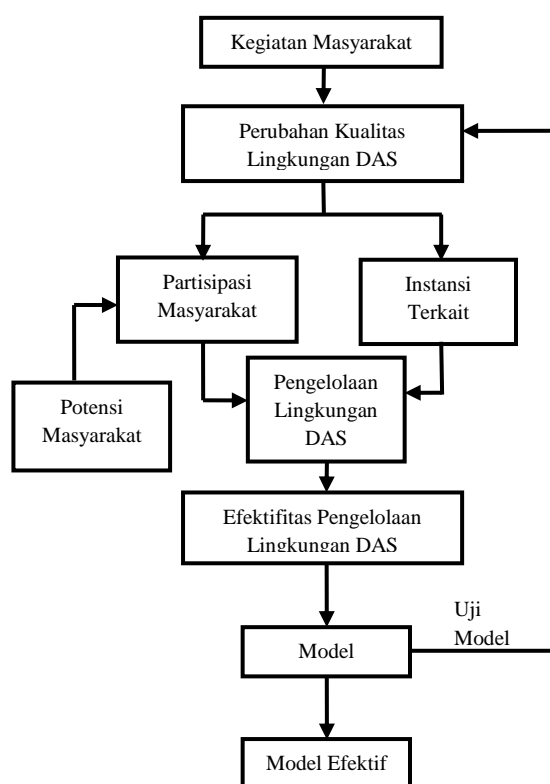 Kegiatan Masyarakat
Perubahan Kualitas
Lingkungan DAS
Partisipasi
Masyarakat
Instansi
Terkait
Potensi
Masyarakat
Pengelolaan
Lingkungan
DAS
Efektifitas Pengelolaan
Lingkungan DAS
Uji
Model
Model
Model Efektif